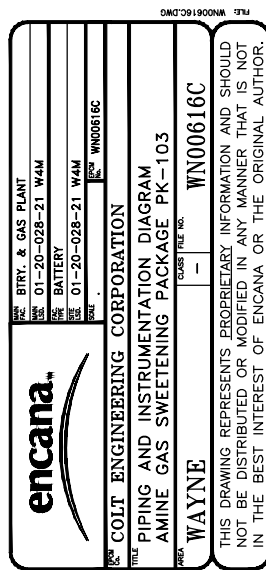 FILE: WN00616C.DWG
encana™
MAIN FAC. BTRY. & GAS PLANT
MAIN LSD. 01-20-028-21 W4M
FAC. TYPE BATTERY
SITE LSD. 01-20-028-21 W4M
SCALE . EPCM No. WN00616C
EPCM Co. COLT ENGINEERING CORPORATION
TITLE
PIPING AND INSTRUMENTATION DIAGRAM
AMINE GAS SWEETENING PACKAGE PK-103
AREA WAYNE CLASS - FILE NO. WN00616C
THIS DRAWING REPRESENTS PROPRIETARY INFORMATION AND SHOULD
NOT BE DISTRIBUTED OR MODIFIED IN ANY MANNER THAT IS NOT
IN THE BEST INTEREST OF ENCANA OR THE ORIGINAL AUTHOR.